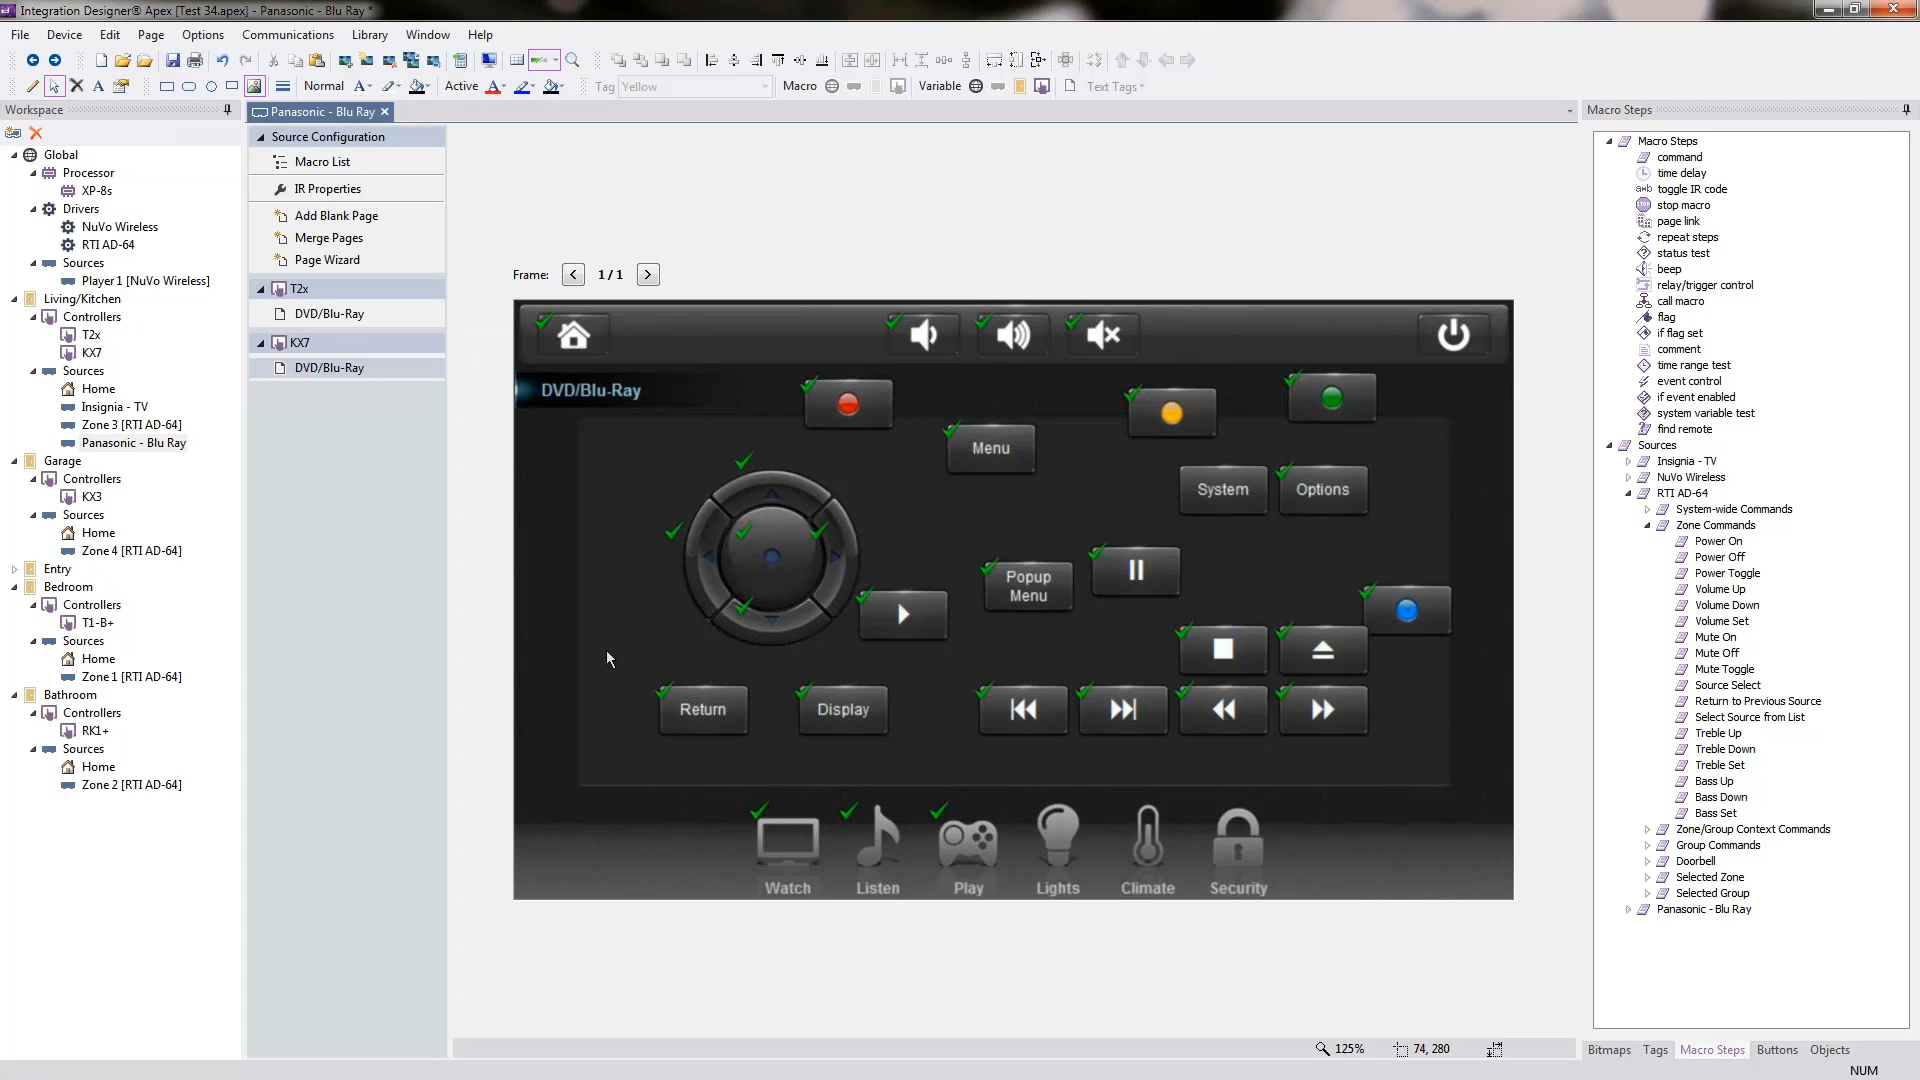 Integration Designer® Apex [Test 34.apex] - Panasonic - Blu Ray *
File Device Edit Page Options Communications Library Window Help
Normal A Active A Tag Yellow Macro Variable Text Tags
Workspace
Global
Processor
XP-8s
Drivers
NuVo Wireless
RTI AD-64
Sources
Player 1 [NuVo Wireless]
Living/Kitchen
Controllers
T2x
KX7
Sources
Home
Insignia - TV
Zone 3 [RTI AD-64]
Panasonic - Blu Ray
Garage
Controllers
KX3
Sources
Home
Zone 4 [RTI AD-64]
Entry
Bedroom
Controllers
T1-B+
Sources
Home
Zone 1 [RTI AD-64]
Bathroom
Controllers
RK1+
Sources
Home
Zone 2 [RTI AD-64]
Panasonic - Blu Ray
Source Configuration
Macro List
IR Properties
Add Blank Page
Merge Pages
Page Wizard
T2x
DVD/Blu-Ray
KX7
DVD/Blu-Ray
Frame: < 1 / 1 >
DVD/Blu-Ray
Menu
System
Options
Popup
Menu
Return
Display
Watch Listen Play Lights Climate Security
125% 74, 280
Macro Steps
Macro Steps
command
time delay
a•b toggle IR code
STOP stop macro
page link
repeat steps
status test
beep
relay/trigger control
call macro
flag
if flag set
comment
time range test
event control
if event enabled
system variable test
find remote
Sources
Insignia - TV
NuVo Wireless
RTI AD-64
System-wide Commands
Zone Commands
Power On
Power Off
Power Toggle
Volume Up
Volume Down
Volume Set
Mute On
Mute Off
Mute Toggle
Source Select
Return to Previous Source
Select Source from List
Treble Up
Treble Down
Treble Set
Bass Up
Bass Down
Bass Set
Zone/Group Context Commands
Group Commands
Doorbell
Selected Zone
Selected Group
Panasonic - Blu Ray
Bitmaps Tags Macro Steps Buttons Objects
NUM